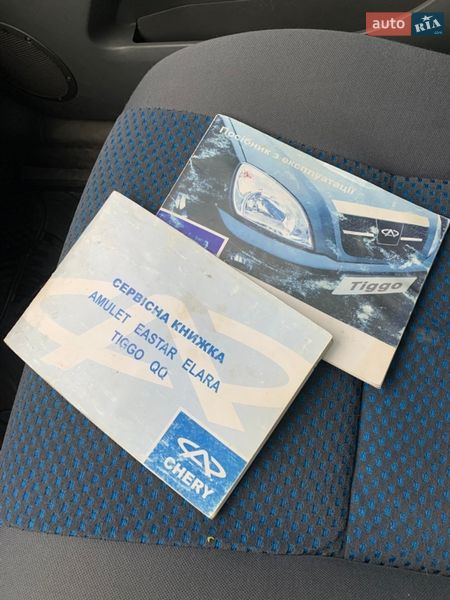 auto RIA
Посібник з експлуатації
Tiggo
СЕРВІСНА КНИЖКА
AMULET EASTAR ELARA
TIGGO QQ
CHERY